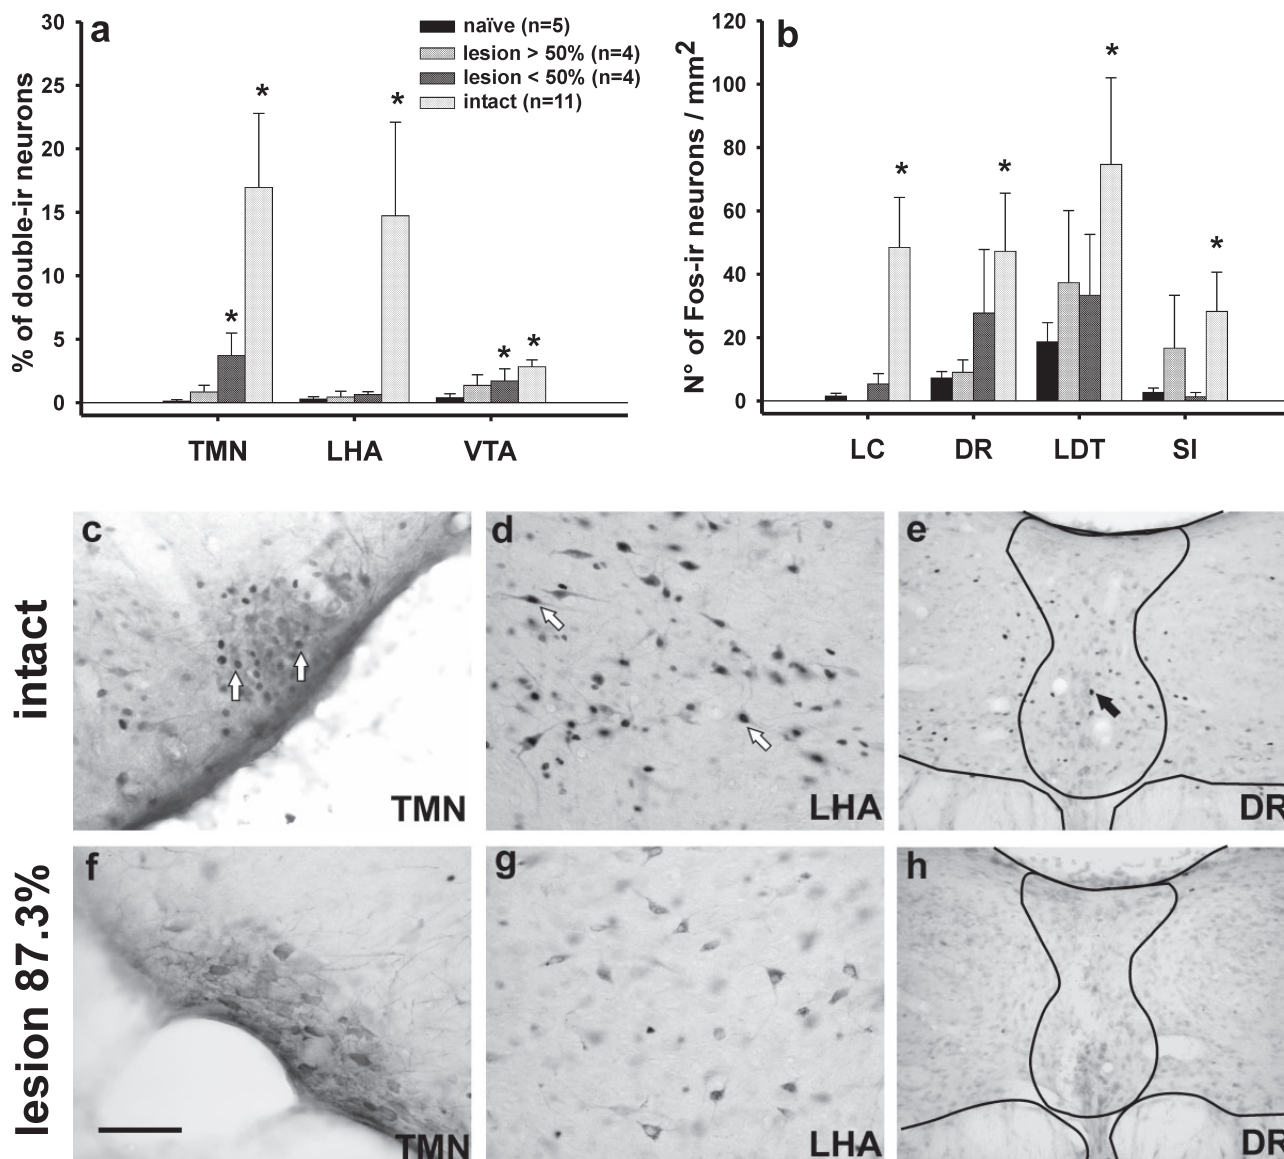 a
% of double-ir neurons
30
25
20
15
10
5
0
naïve (n=5)
lesion > 50% (n=4)
lesion < 50% (n=4)
intact (n=11)
*
*
*
*
*
TMN
LHA
VTA
b
N° of Fos-ir neurons / mm2
120
100
80
60
40
20
0
*
*
*
*
LC
DR
LDT
SI
intact
c
TMN
d
LHA
e
DR
lesion 87.3%
f
TMN
g
LHA
h
DR